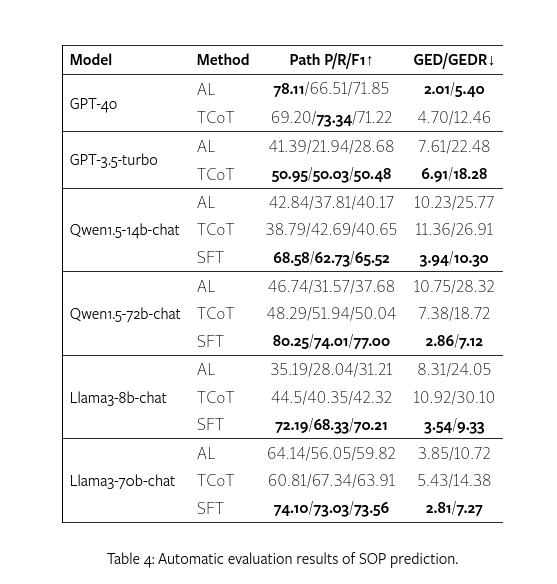 Model Method Path P/R/F1↑ GED/GEDR↓
GPT-4o AL 78.11/66.51/71.85 2.01/5.40
TCoT 69.20/73.34/71.22 4.70/12.46
GPT-3.5-turbo AL 41.39/21.94/28.68 7.61/22.48
TCoT 50.95/50.03/50.48 6.91/18.28
Qwen1.5-14b-chat AL 42.84/37.81/40.17 10.23/25.77
TCoT 38.79/42.69/40.65 11.36/26.91
SFT 68.58/62.73/65.52 3.94/10.30
Qwen1.5-72b-chat AL 46.74/31.57/37.68 10.75/28.32
TCoT 48.29/51.94/50.04 7.38/18.72
SFT 80.25/74.01/77.00 2.86/7.12
Llama3-8b-chat AL 35.19/28.04/31.21 8.31/24.05
TCoT 44.5/40.35/42.32 10.92/30.10
SFT 72.19/68.33/70.21 3.54/9.33
Llama3-70b-chat AL 64.14/56.05/59.82 3.85/10.72
TCoT 60.81/67.34/63.91 5.43/14.38
SFT 74.10/73.03/73.56 2.81/7.27
Table 4: Automatic evaluation results of SOP prediction.